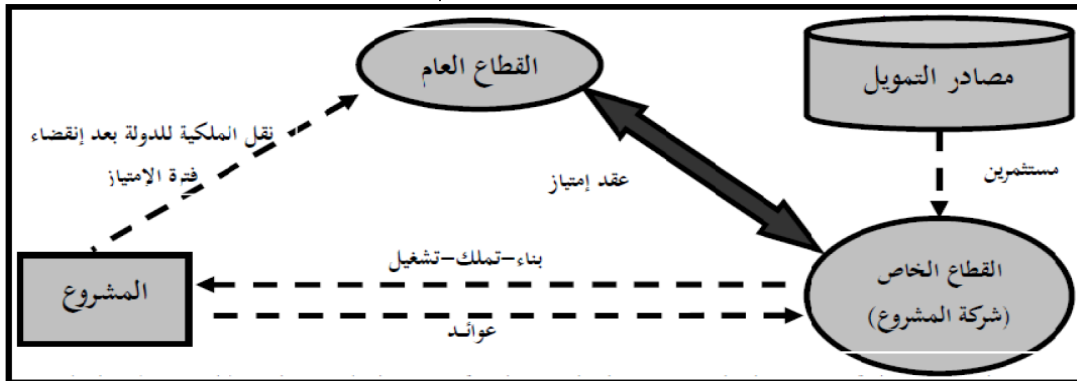 القطاع العام
مصادر التمويل
نقل الملكية للدولة بعد إنقضاء
فترة الإمتياز
عقد إمتياز
مستثمرين
بناء-تملك-تشغيل
المشروع
القطاع الخاص
(شركة المشروع)
عوائد